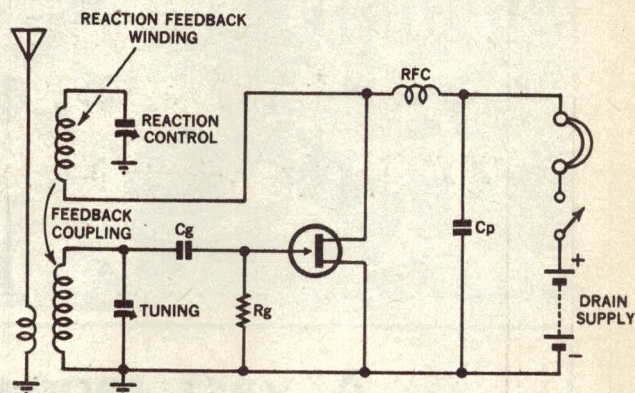 REACTION FEEDBACK
WINDING
RFC
REACTION
CONTROL
FEEDBACK
COUPLING
Cg
Cp
TUNING
Rg
+
DRAIN
SUPPLY
−